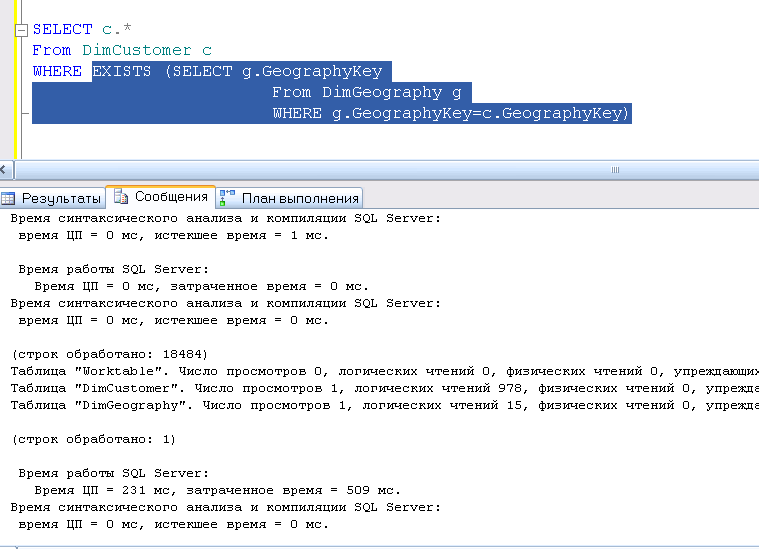 SELECT c.*
From DimCustomer c
WHERE EXISTS (SELECT g.GeographyKey
From DimGeography g
WHERE g.GeographyKey=c.GeographyKey)
Результаты Сообщения План выполнения
Время синтаксического анализа и компиляции SQL Server:
время ЦП = 0 мс, истекшее время = 1 мс.
Время работы SQL Server:
Время ЦП = 0 мс, затраченное время = 0 мс.
Время синтаксического анализа и компиляции SQL Server:
время ЦП = 0 мс, истекшее время = 0 мс.
(строк обработано: 18484)
Таблица "Worktable". Число просмотров 0, логических чтений 0, физических чтений 0, упреждающих
Таблица "DimCustomer". Число просмотров 1, логических чтений 978, физических чтений 0, упрежда
Таблица "DimGeography". Число просмотров 1, логических чтений 15, физических чтений 0, упрежда
(строк обработано: 1)
Время работы SQL Server:
Время ЦП = 231 мс, затраченное время = 509 мс.
Время синтаксического анализа и компиляции SQL Server:
время ЦП = 0 мс, истекшее время = 0 мс.